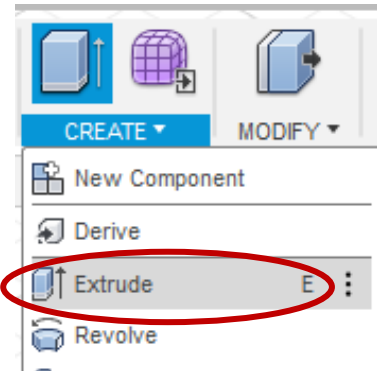 CREATE ▾ MODIFY ▾
New Component
Derive
Extrude E
Revolve